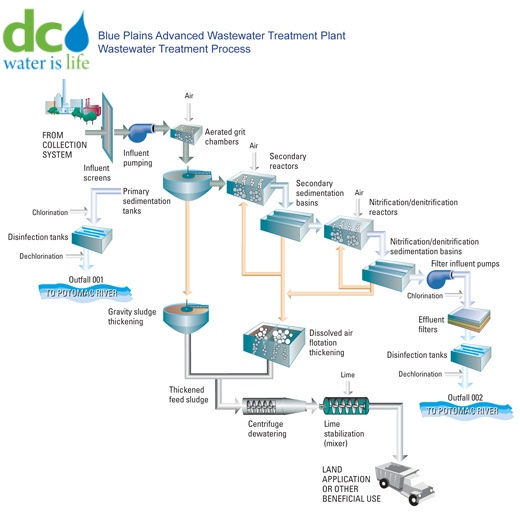 dc
water is life
Blue Plains Advanced Wastewater Treatment Plant
Wastewater Treatment Process
Air
FROM
COLLECTION
SYSTEM
Influent
screens
Influent
pumping
Aerated grit
chambers
Air
Secondary
reactors
Primary
sedimentation
tanks
Secondary
sedimentation
basins
Air
Nitrification/denitrification
reactors
Chlorination
Disinfection tanks
Dechlorination
Outfall 001
TO POTOMAC RIVER
Nitrification/denitrification
sedimentation basins
Filter influent pumps
Chlorination
Effluent
filters
Gravity sludge
thickening
Dissolved air
flotation
thickening
Disinfection tanks
Dechlorination
Outfall 002
TO POTOMAC RIVER
Thickened
feed sludge
Lime
Centrifuge
dewatering
Lime
stabilization
(mixer)
LAND
APPLICATION
OR OTHER
BENEFICIAL USE